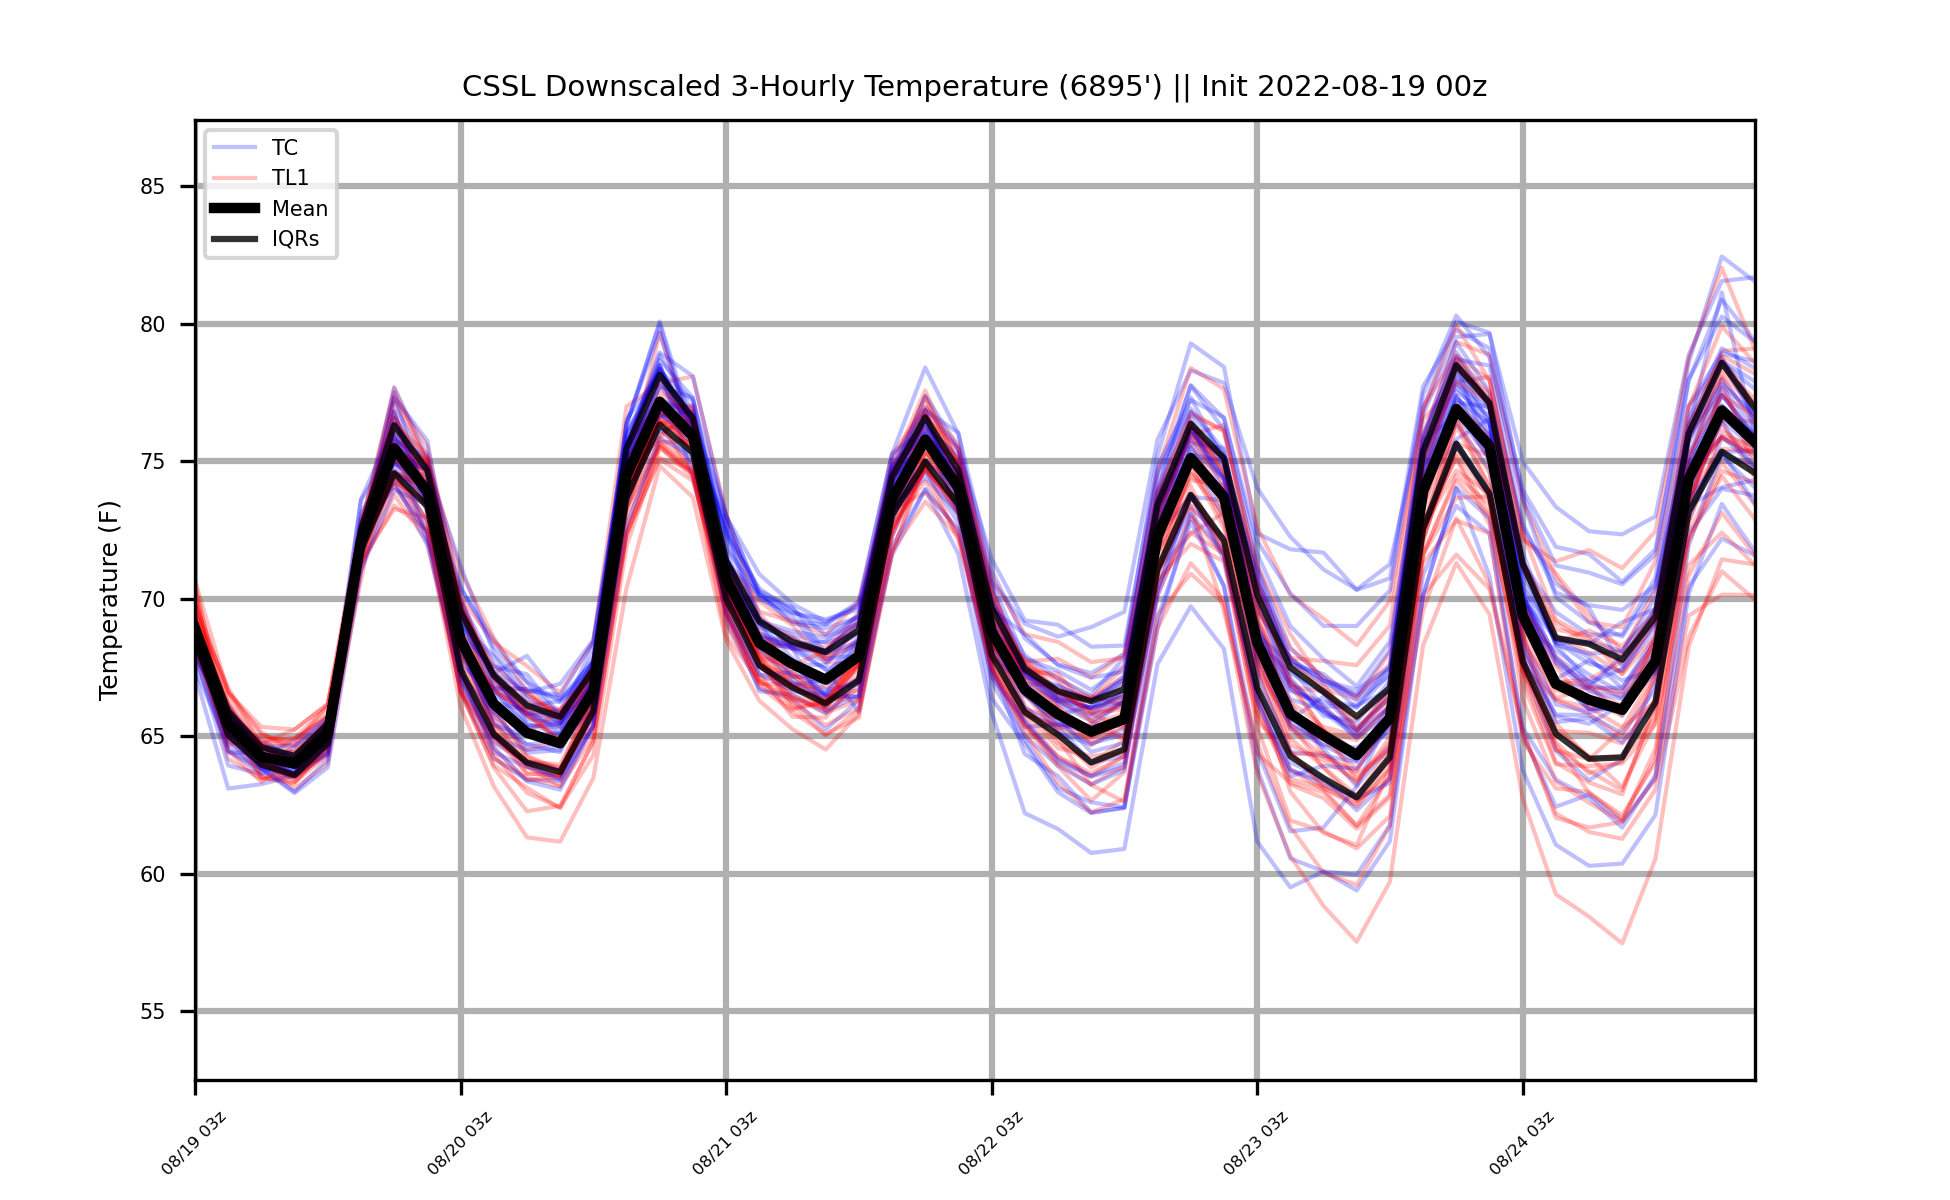 CSSL Downscaled 3-Hourly Temperature (6895') || Init 2022-08-19 00z
TC
TL1
Mean
IQRs
Temperature (F)
85
80
75
70
65
60
55
08/19 03z
08/20 03z
08/21 03z
08/22 03z
08/23 03z
08/24 03z